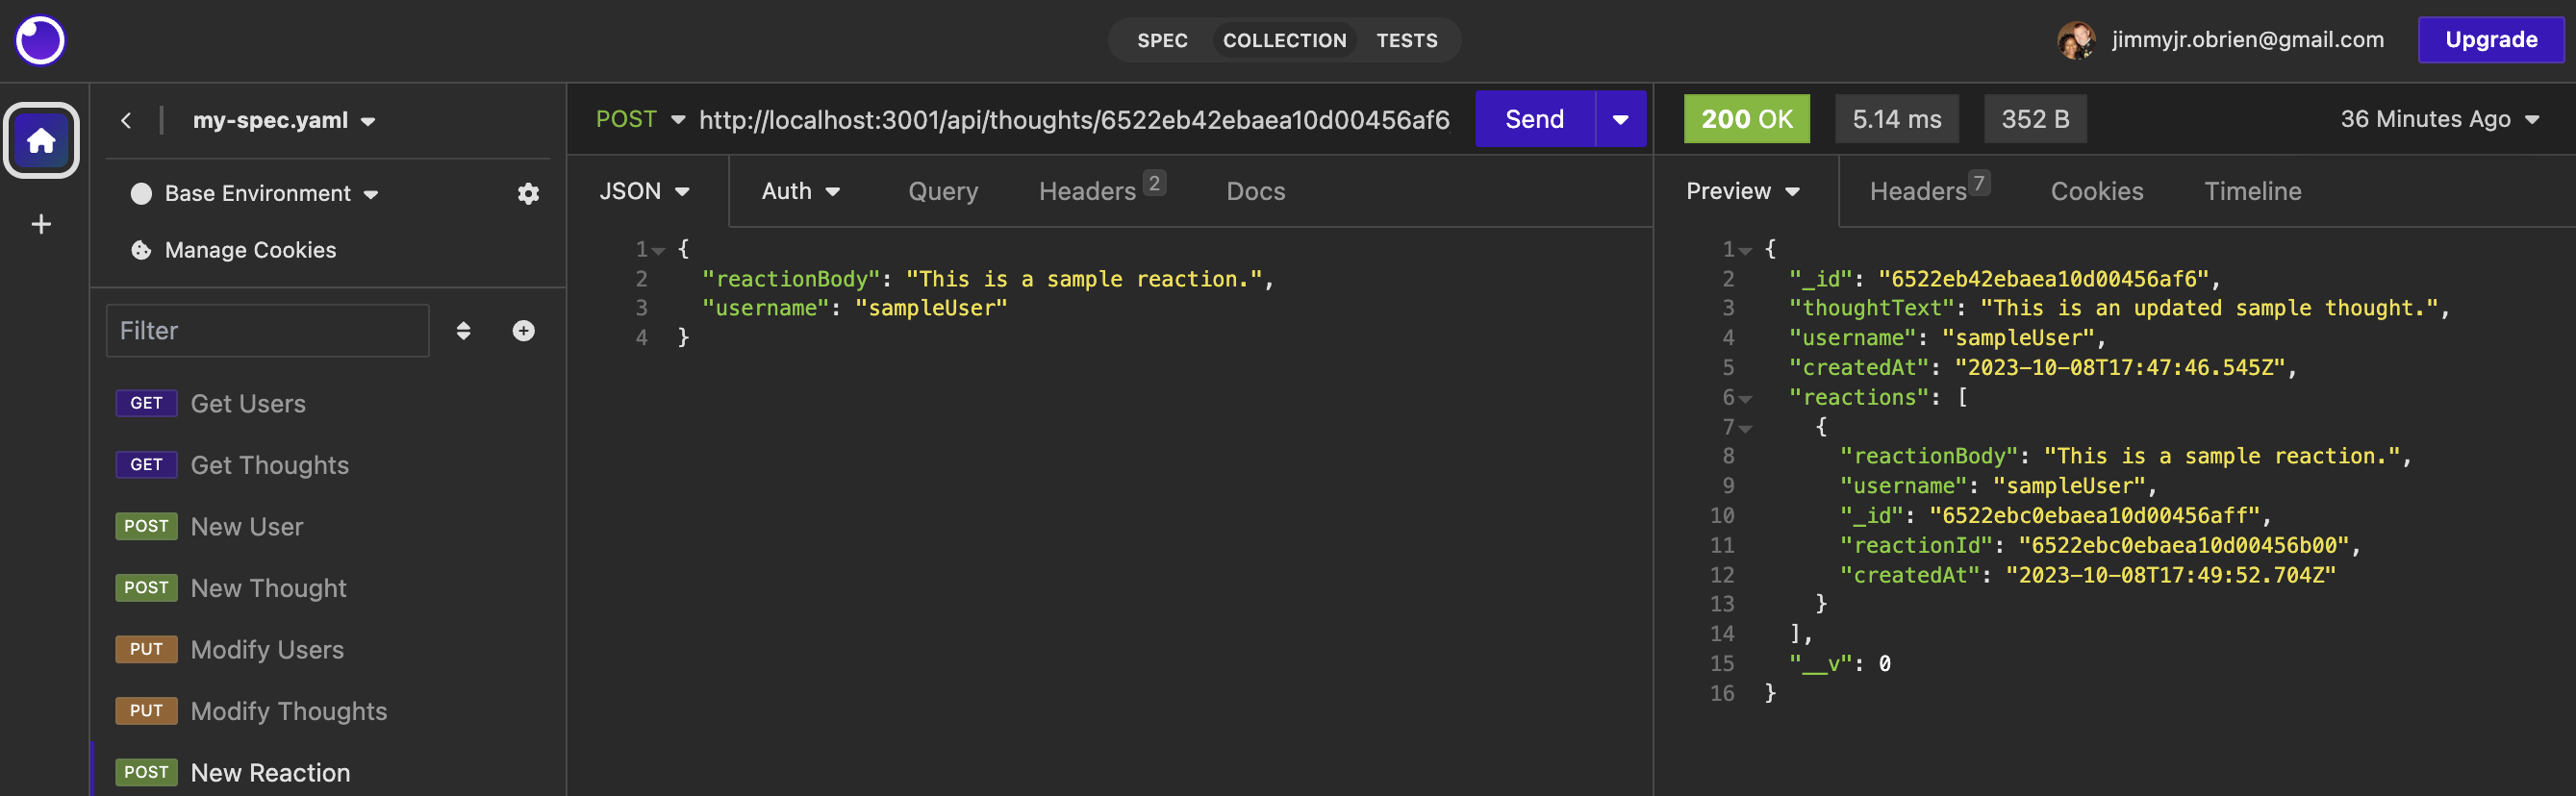 SPEC COLLECTION TESTS
jimmyjr.obrien@gmail.com
Upgrade
my-spec.yaml
Base Environment
Manage Cookies
Filter
GET Get Users
GET Get Thoughts
POST New User
POST New Thought
PUT Modify Users
PUT Modify Thoughts
POST New Reaction
POST http://localhost:3001/api/thoughts/6522eb42ebaea10d00456af6 Send
JSON Auth Query Headers 2 Docs
1 {
2 "reactionBody": "This is a sample reaction.",
3 "username": "sampleUser"
4 }
200 OK 5.14 ms 352 B 36 Minutes Ago
Preview Headers 7 Cookies Timeline
1 {
2 "_id": "6522eb42ebaea10d00456af6",
3 "thoughtText": "This is an updated sample thought.",
4 "username": "sampleUser",
5 "createdAt": "2023-10-08T17:47:46.545Z",
6 "reactions": [
7 {
8 "reactionBody": "This is a sample reaction.",
9 "username": "sampleUser",
10 "_id": "6522ebc0ebaea10d00456aff",
11 "reactionId": "6522ebc0ebaea10d00456b00",
12 "createdAt": "2023-10-08T17:49:52.704Z"
13 }
14 ],
15 "__v": 0
16 }